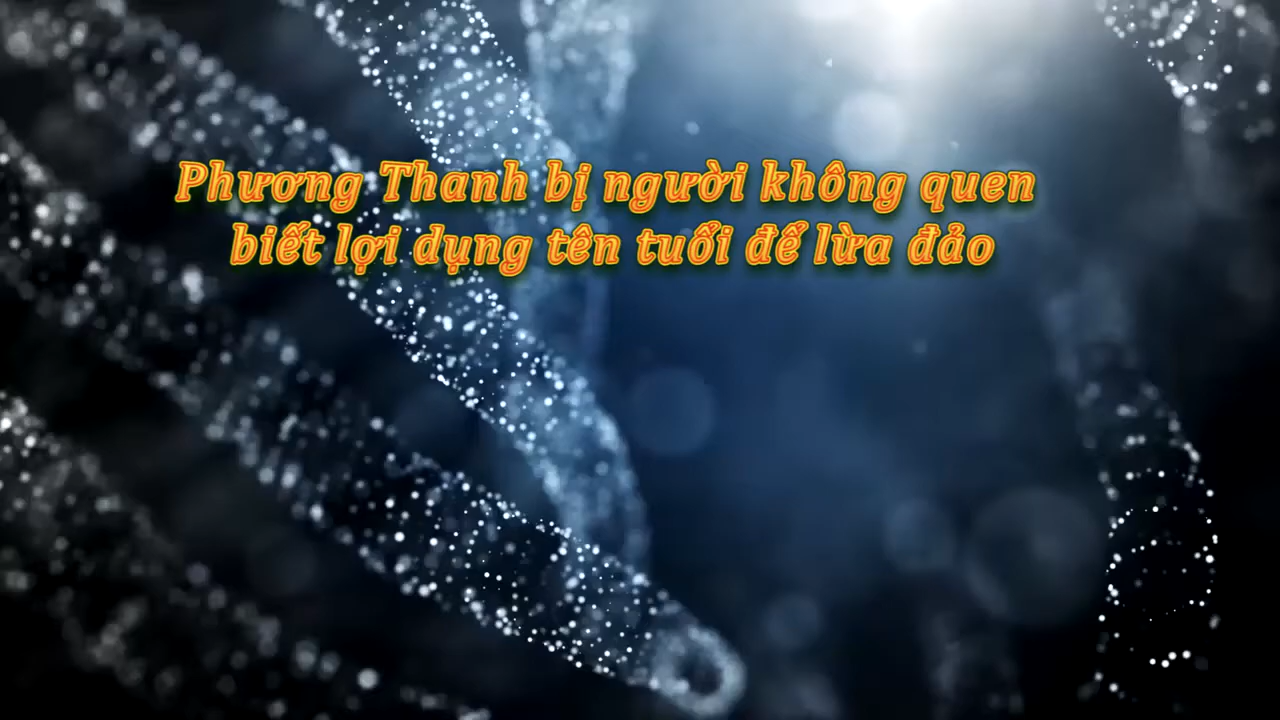 Phương Thanh bị người không quen
biết lợi dụng tên tuổi để lừa đảo